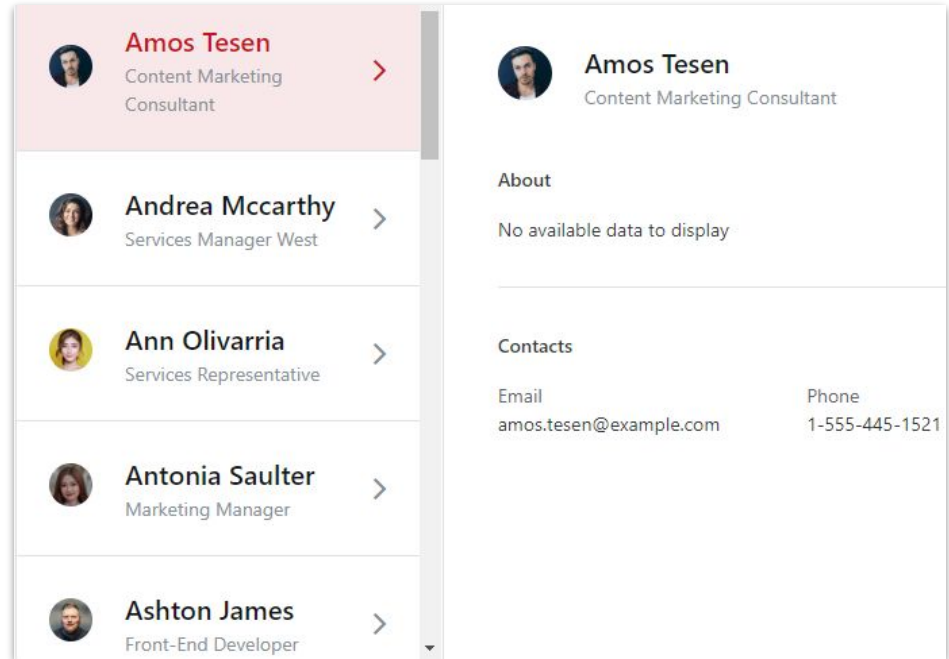 Amos Tesen
Content Marketing
Consultant
Andrea Mccarthy
Services Manager West
Ann Olivarria
Services Representative
Antonia Saulter
Marketing Manager
Ashton James
Front-End Developer
Amos Tesen
Content Marketing Consultant
About
No available data to display
Contacts
Email
amos.tesen@example.com
Phone
1-555-445-1521